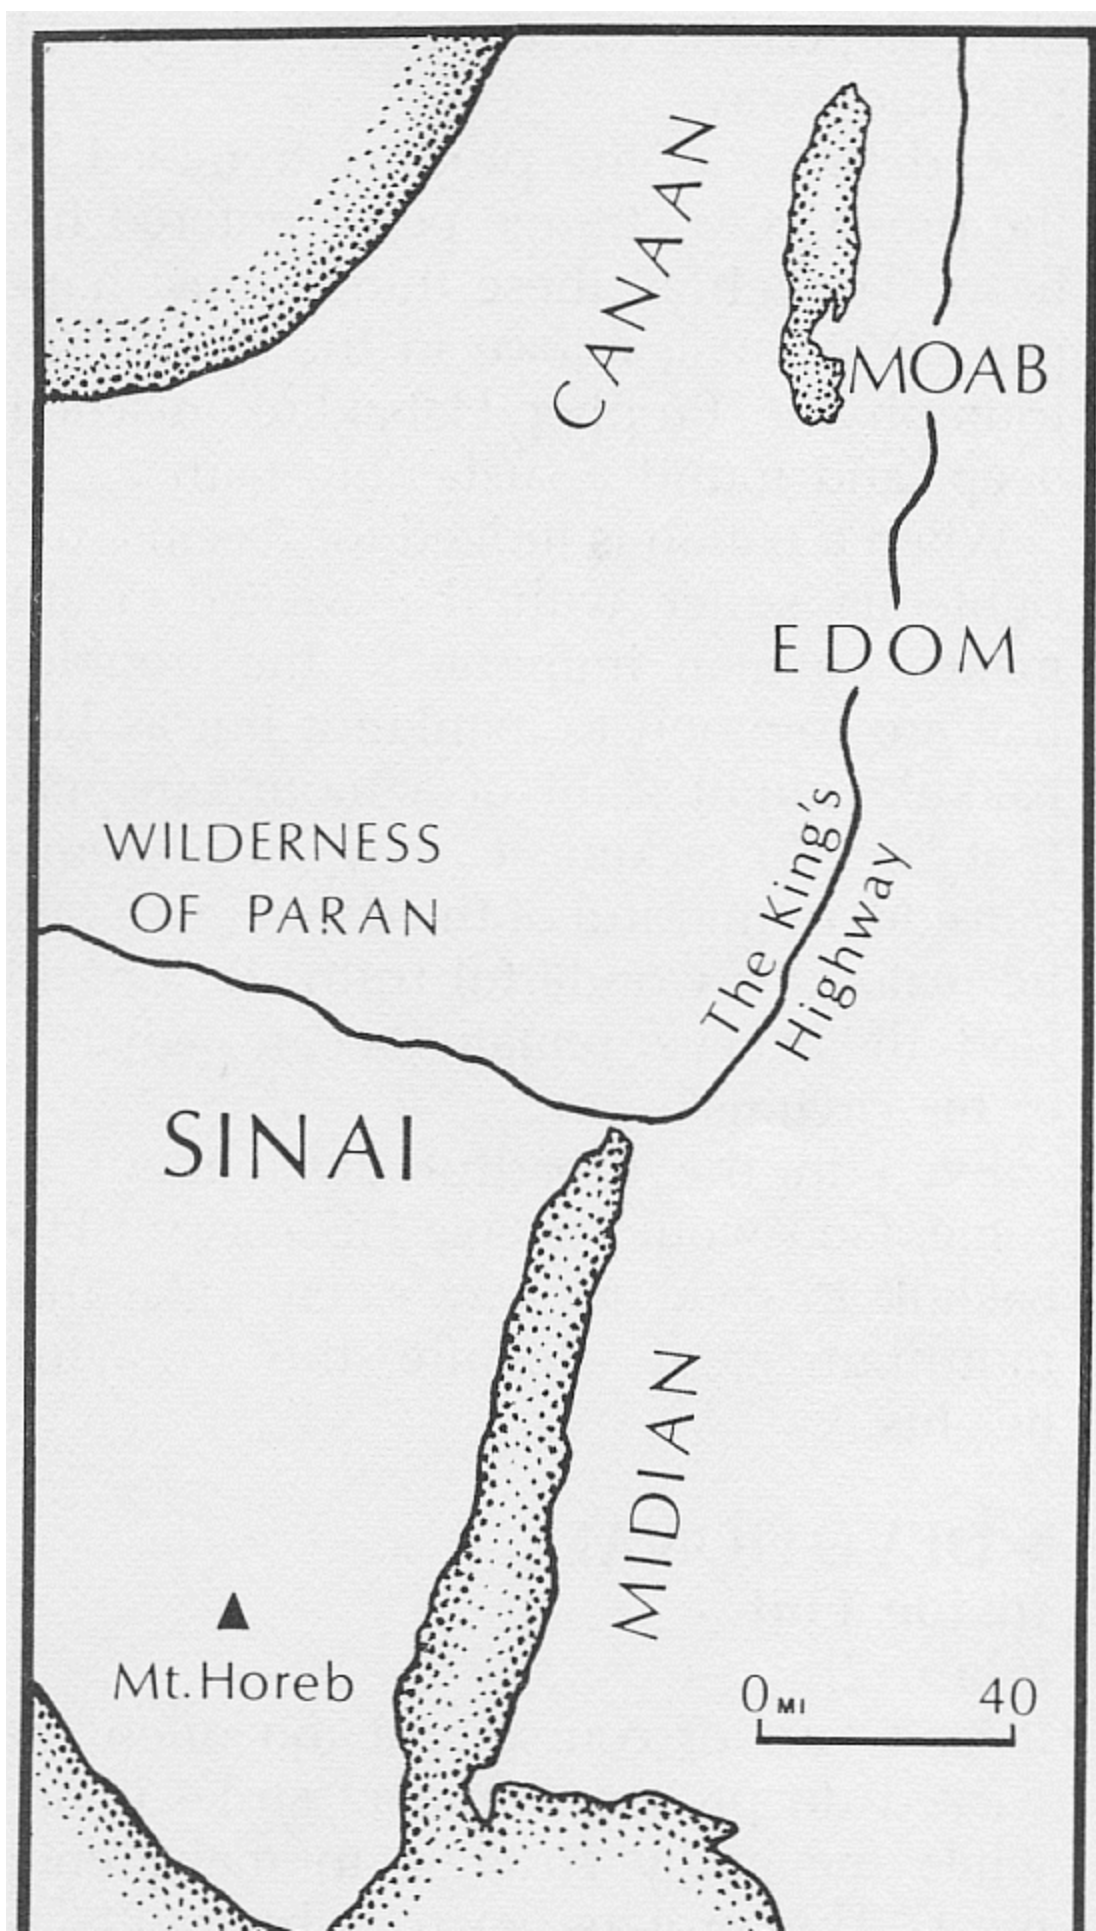 CANAAN
MOAB
EDOM
The King's
Highway
WILDERNESS
OF PARAN
SINAI
MIDIAN
Mt. Horeb
0 MI 40